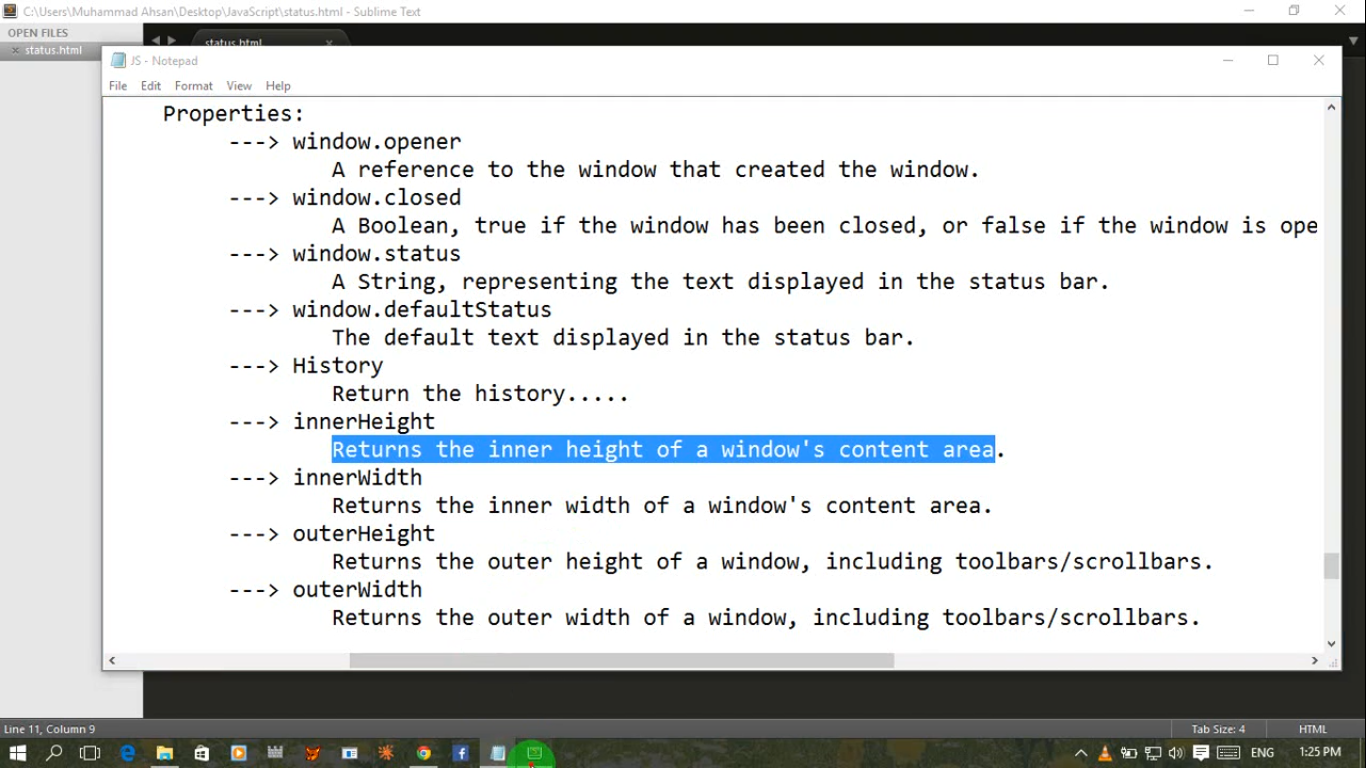 C:\Users\Muhammad Ahsan\Desktop\JavaScript\status.html - Sublime Text
OPEN FILES
status.html
status.html
JS - Notepad
File Edit Format View Help
Properties:
---> window.opener
A reference to the window that created the window.
---> window.closed
A Boolean, true if the window has been closed, or false if the window is ope
---> window.status
A String, representing the text displayed in the status bar.
---> window.defaultStatus
The default text displayed in the status bar.
---> History
Return the history.....
---> innerHeight
Returns the inner height of a window's content area.
---> innerWidth
Returns the inner width of a window's content area.
---> outerHeight
Returns the outer height of a window, including toolbars/scrollbars.
---> outerWidth
Returns the outer width of a window, including toolbars/scrollbars.
Line 11, Column 9 Tab Size: 4 HTML
ENG 1:25 PM